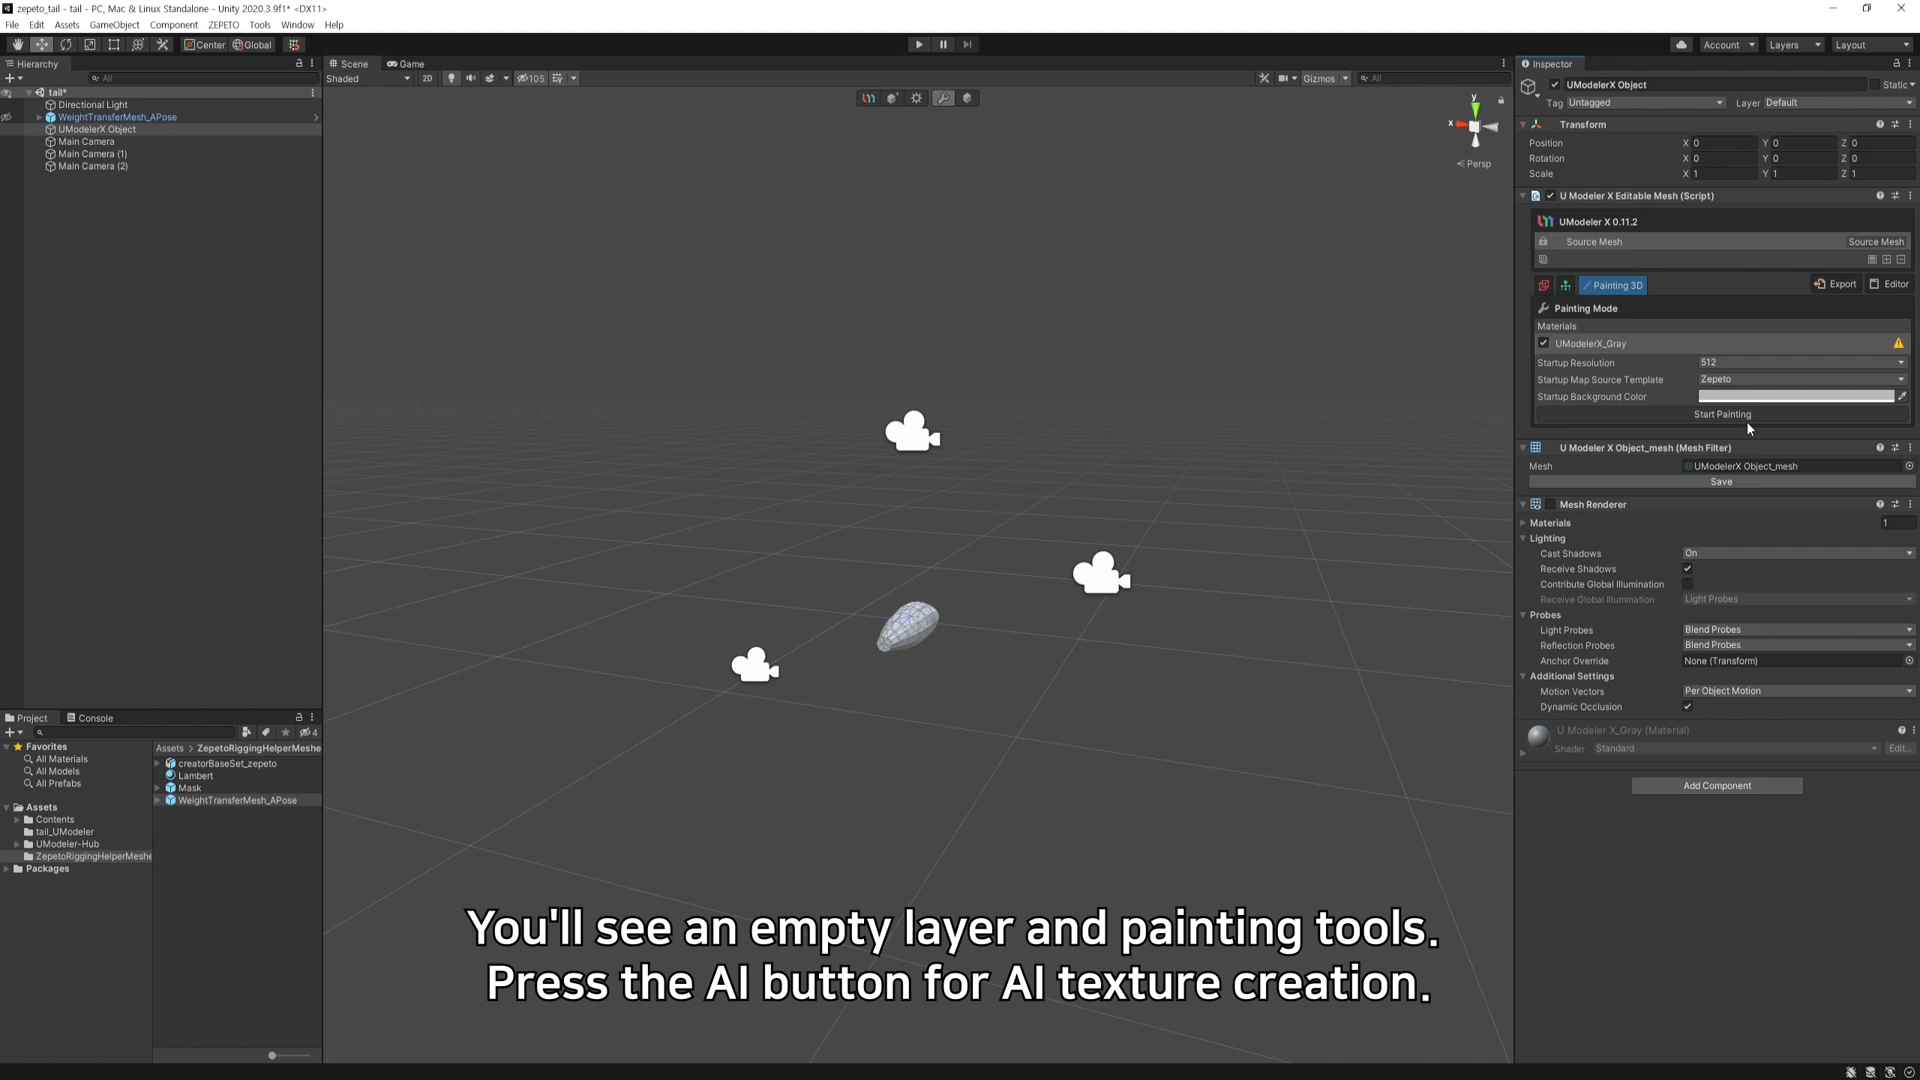 zepeto_tail - tail - PC, Mac & Linux Standalone - Unity 2020.3.9f1* <DX11>
File Edit Assets GameObject Component ZEPETO Tools Window Help
Center Global
Account Layers Layout
Hierarchy
All
tail*
Directional Light
WeightTransferMesh_APose
UModelerX Object
Main Camera
Main Camera (1)
Main Camera (2)
Scene Game
Shaded 2D 105 Gizmos All
y
x
Persp
Inspector
UModelerX Object Static
Tag Untagged Layer Default
Transform
Position X 0 Y 0 Z 0
Rotation X 0 Y 0 Z 0
Scale X 1 Y 1 Z 1
U Modeler X Editable Mesh (Script)
UModeler X 0.11.2
Source Mesh Source Mesh
Painting 3D Export Editor
Painting Mode
Materials
UModelerX_Gray
Startup Resolution 512
Startup Map Source Template Zepeto
Startup Background Color
Start Painting
U Modeler X Object_mesh (Mesh Filter)
Mesh UModelerX Object_mesh
Save
Mesh Renderer
Materials 1
Lighting
Cast Shadows On
Receive Shadows
Contribute Global Illumination
Receive Global Illumination Light Probes
Probes
Light Probes Blend Probes
Reflection Probes Blend Probes
Anchor Override None (Transform)
Additional Settings
Motion Vectors Per Object Motion
Dynamic Occlusion
U Modeler X_Gray (Material)
Shader Standard Edit...
Add Component
Project Console
4
Favorites
All Materials
All Models
All Prefabs
Assets
Contents
tail_UModeler
UModeler-Hub
ZepetoRiggingHelperMeshe
Packages
Assets > ZepetoRiggingHelperMeshe
creatorBaseSet_zepeto
Lambert
Mask
WeightTransferMesh_APose
You'll see an empty layer and painting tools.
Press the AI button for AI texture creation.